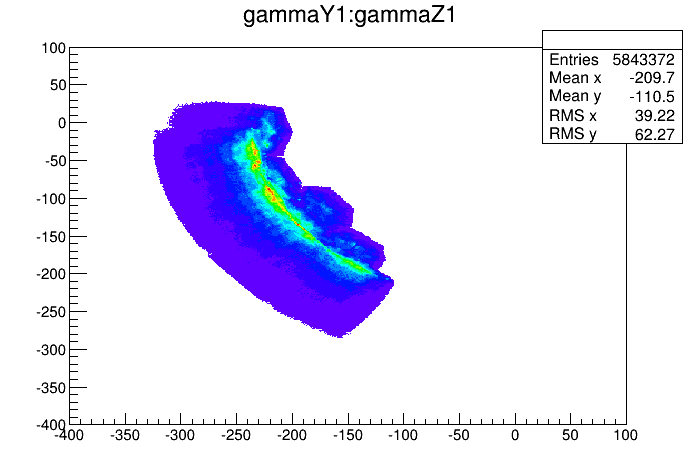 gammaY1:gammaZ1
Entries 5843372
Mean x -209.7
Mean y -110.5
RMS x 39.22
RMS y 62.27
100
50
0
-50
-100
-150
-200
-250
-300
-350
-400
-400 -350 -300 -250 -200 -150 -100 -50 0 50 100